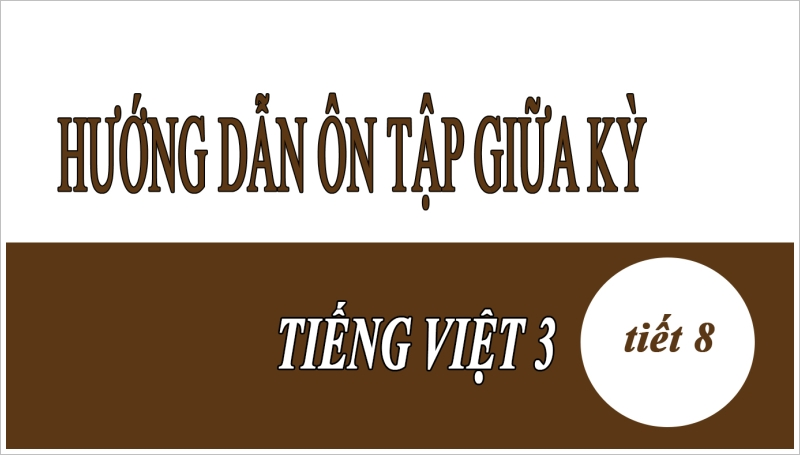 HƯỚNG DẪN ÔN TẬP GIỮA KỲ
TIẾNG VIỆT 3
tiết 8